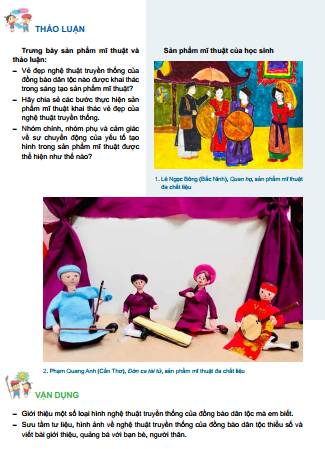 THẢO LUẬN
Trưng bày sản phẩm mĩ thuật và
thảo luận:
– Vẻ đẹp nghệ thuật truyền thống của
đồng bào dân tộc nào được khai thác
trong sáng tạo sản phẩm mĩ thuật?
– Hãy chia sẻ các bước thực hiện sản
phẩm mĩ thuật khai thác vẻ đẹp của
nghệ thuật truyền thống.
– Nhóm chính, nhóm phụ và cảm giác
về sự chuyển động của yếu tố tạo
hình trong sản phẩm mĩ thuật được
thể hiện như thế nào?
Sản phẩm mĩ thuật của học sinh
1. Lê Ngọc Bông (Bắc Ninh), Quan họ, sản phẩm mĩ thuật
đa chất liệu
2. Phạm Quang Anh (Cần Thơ), Đờn ca tài tử, sản phẩm mĩ thuật đa chất liệu
VẬN DỤNG
– Giới thiệu một số loại hình nghệ thuật truyền thống của đồng bào dân tộc mà em biết.
– Sưu tầm tư liệu, hình ảnh về nghệ thuật truyền thống của đồng bào dân tộc thiểu số và
viết bài giới thiệu, quảng bá với bạn bè, người thân.